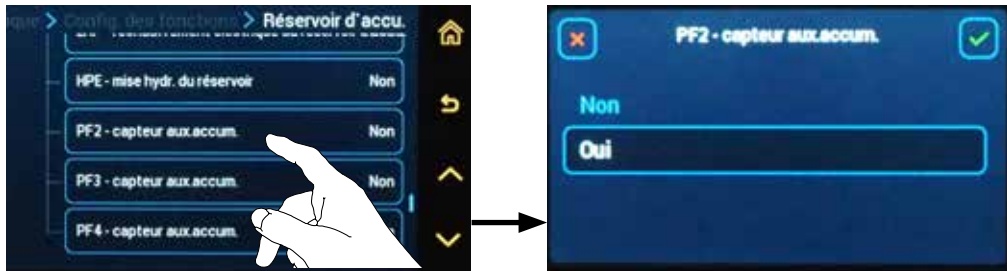 > Config. des fonctions > Réservoir d'accu.
HPE - mise hydr. du réservoir Non
PF2 - capteur aux.accum. Non
PF3 - capteur aux.accum. Non
PF4 - capteur aux.accum.
PF2 - capteur aux.accum.
Non
Oui